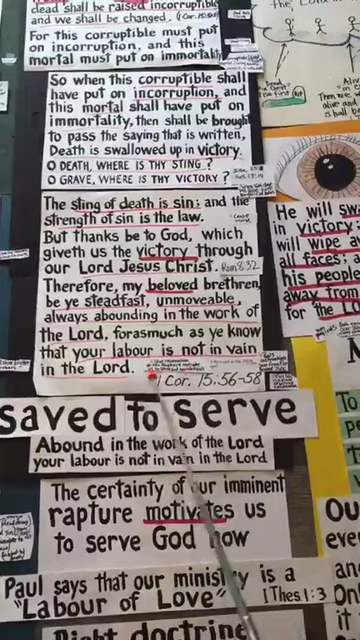 dead shall be raised incorruptible
and we shall be changed. (1 Cor. 15:
For this corruptible must put
on incorruption, and this
mortal must put on immortality
So when this corruptible shall
have put on incorruption, and
this mortal shall have put on
immortality, then shall be brought
to pass the saying that is written,
Death is swallowed up in victory.
O DEATH, WHERE IS THY STING?
O GRAVE, WHERE IS THY VICTORY?
The sting of death is sin; and the
strength of sin is the law.
But thanks be to God, which
giveth us the victory through
our Lord Jesus Christ. Rom 8:32
Therefore, my beloved brethren,
be ye steadfast, unmoveable,
always abounding in the work of
the Lord, forasmuch as ye know
that your labour is not in vain
in the Lord.
1 Cor. 15:56-58
saved to serve
Abound in the work of the Lord
your labour is not in vain in the Lord
The certainty of our imminent
rapture motivates us
to serve God now
Paul says that our ministry is a
"Labour of Love" 1 Thes 1:3
Right doctrine
He will sw
in victory;
will wipe a
all faces; a
his people
away from
for the L
To
Ou
eve